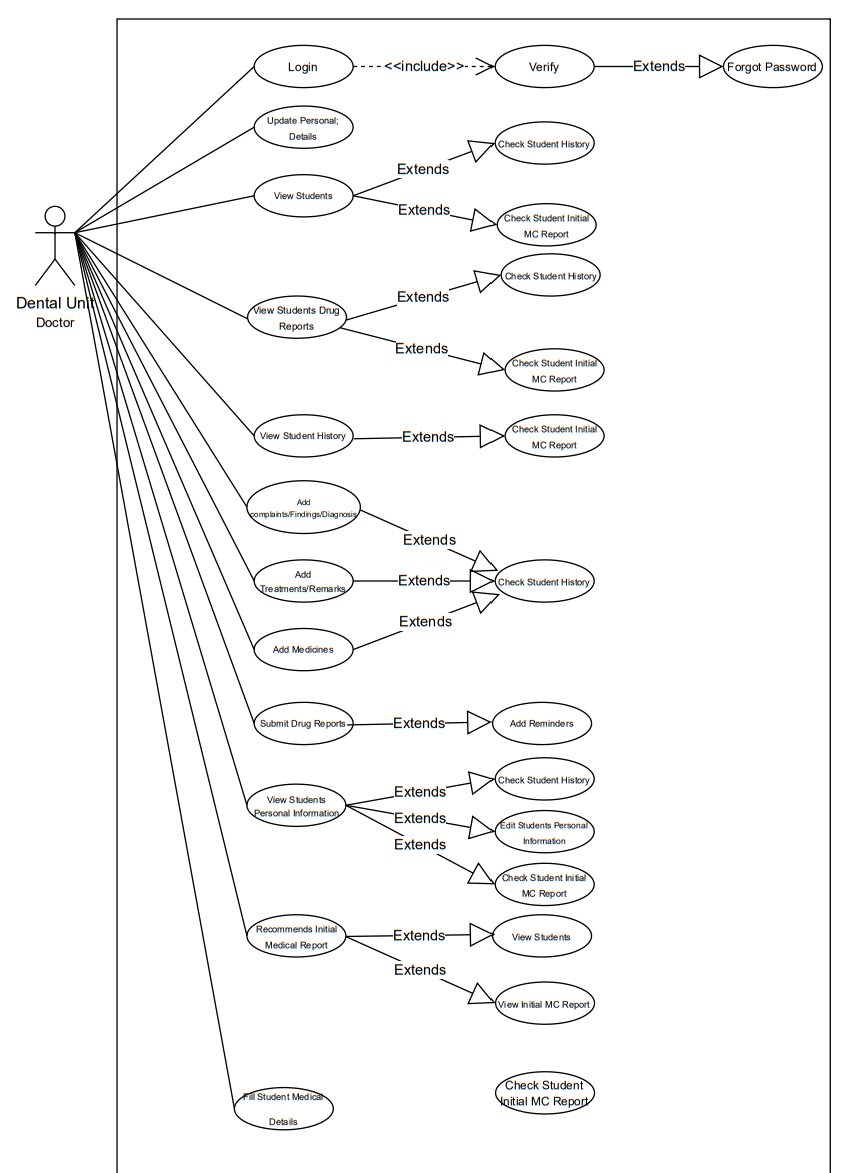 Login
<<include>>
Verify
Extends
Forgot Password
Update Personal;
Details
Check Student History
Extends
View Students
Extends
Check Student Initial
MC Report
Dental Unit
Doctor
Check Student History
Extends
View Students Drug
Reports
Extends
Check Student Initial
MC Report
View Student History
Extends
Check Student Initial
MC Report
Add
complaints/Findings/Diagnosis
Extends
Add
Treatments/Remarks
Extends
Check Student History
Extends
Add Medicines
Submit Drug Reports
Extends
Add Reminders
View Students
Personal Information
Extends
Check Student History
Extends
Edit Students Personal
Information
Extends
Check Student Initial
MC Report
Recommends Initial
Medical Report
Extends
View Students
Extends
View Initial MC Report
Fill Student Medical
Details
Check Student
Initial MC Report